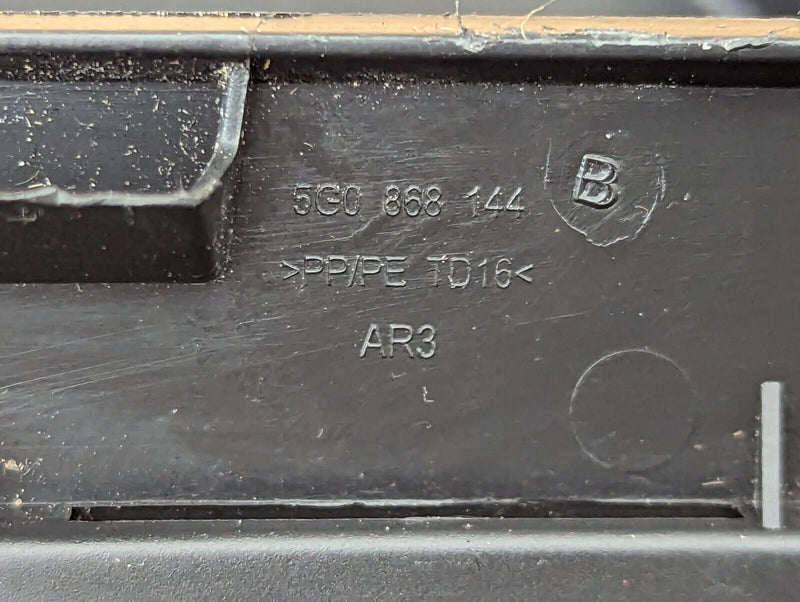 5G0 868 144 B
>PP/PE TD16<
AR3
L